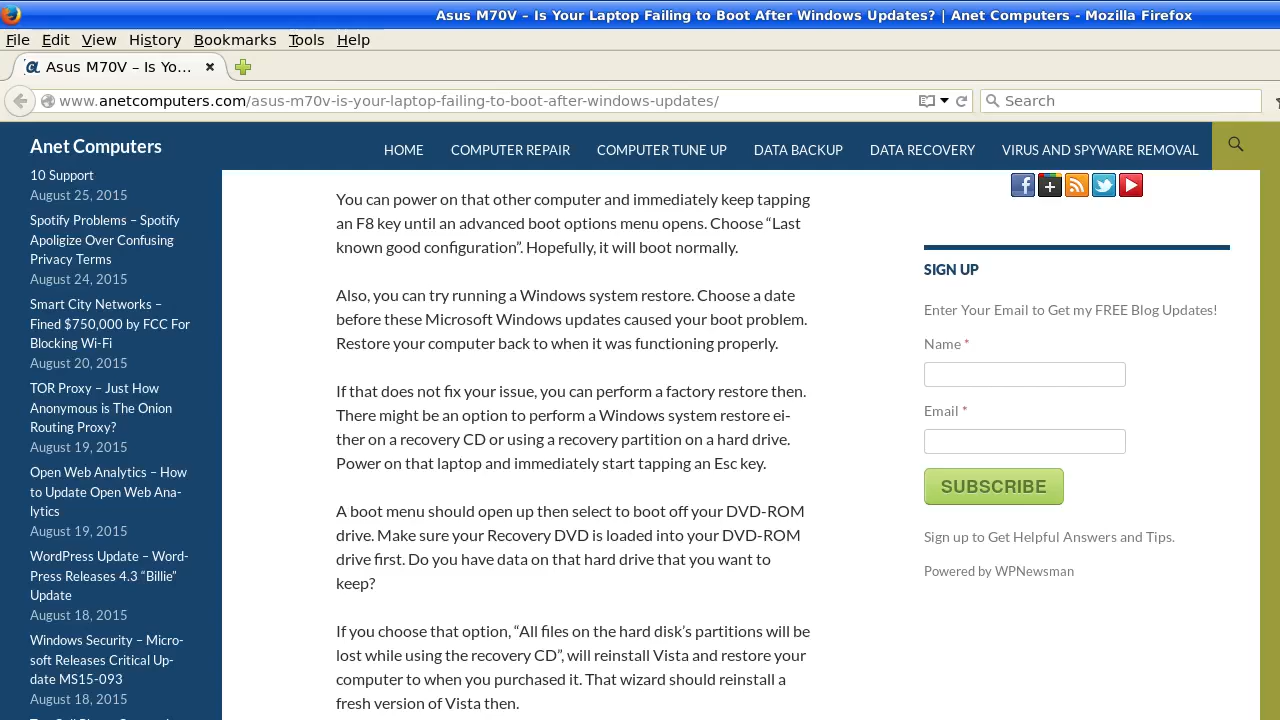 Asus M70V – Is Your Laptop Failing to Boot After Windows Updates? | Anet Computers - Mozilla Firefox
File Edit View History Bookmarks Tools Help
Asus M70V – Is Yo...
www.anetcomputers.com/asus-m70v-is-your-laptop-failing-to-boot-after-windows-updates/
Search
Anet Computers
HOME COMPUTER REPAIR COMPUTER TUNE UP DATA BACKUP DATA RECOVERY VIRUS AND SPYWARE REMOVAL
10 Support
August 25, 2015
Spotify Problems – Spotify
Apoligize Over Confusing
Privacy Terms
August 24, 2015
Smart City Networks –
Fined $750,000 by FCC For
Blocking Wi-Fi
August 20, 2015
TOR Proxy – Just How
Anonymous is The Onion
Routing Proxy?
August 19, 2015
Open Web Analytics – How
to Update Open Web Ana-
lytics
August 19, 2015
WordPress Update – Word-
Press Releases 4.3 “Billie”
Update
August 18, 2015
Windows Security – Micro-
soft Releases Critical Up-
date MS15-093
August 18, 2015
You can power on that other computer and immediately keep tapping
an F8 key until an advanced boot options menu opens. Choose “Last
known good configuration”. Hopefully, it will boot normally.
Also, you can try running a Windows system restore. Choose a date
before these Microsoft Windows updates caused your boot problem.
Restore your computer back to when it was functioning properly.
If that does not fix your issue, you can perform a factory restore then.
There might be an option to perform a Windows system restore ei-
ther on a recovery CD or using a recovery partition on a hard drive.
Power on that laptop and immediately start tapping an Esc key.
A boot menu should open up then select to boot off your DVD-ROM
drive. Make sure your Recovery DVD is loaded into your DVD-ROM
drive first. Do you have data on that hard drive that you want to
keep?
If you choose that option, “All files on the hard disk’s partitions will be
lost while using the recovery CD”, will reinstall Vista and restore your
computer to when you purchased it. That wizard should reinstall a
fresh version of Vista then.
SIGN UP
Enter Your Email to Get my FREE Blog Updates!
Name *
Email *
SUBSCRIBE
Sign up to Get Helpful Answers and Tips.
Powered by WPNewsman